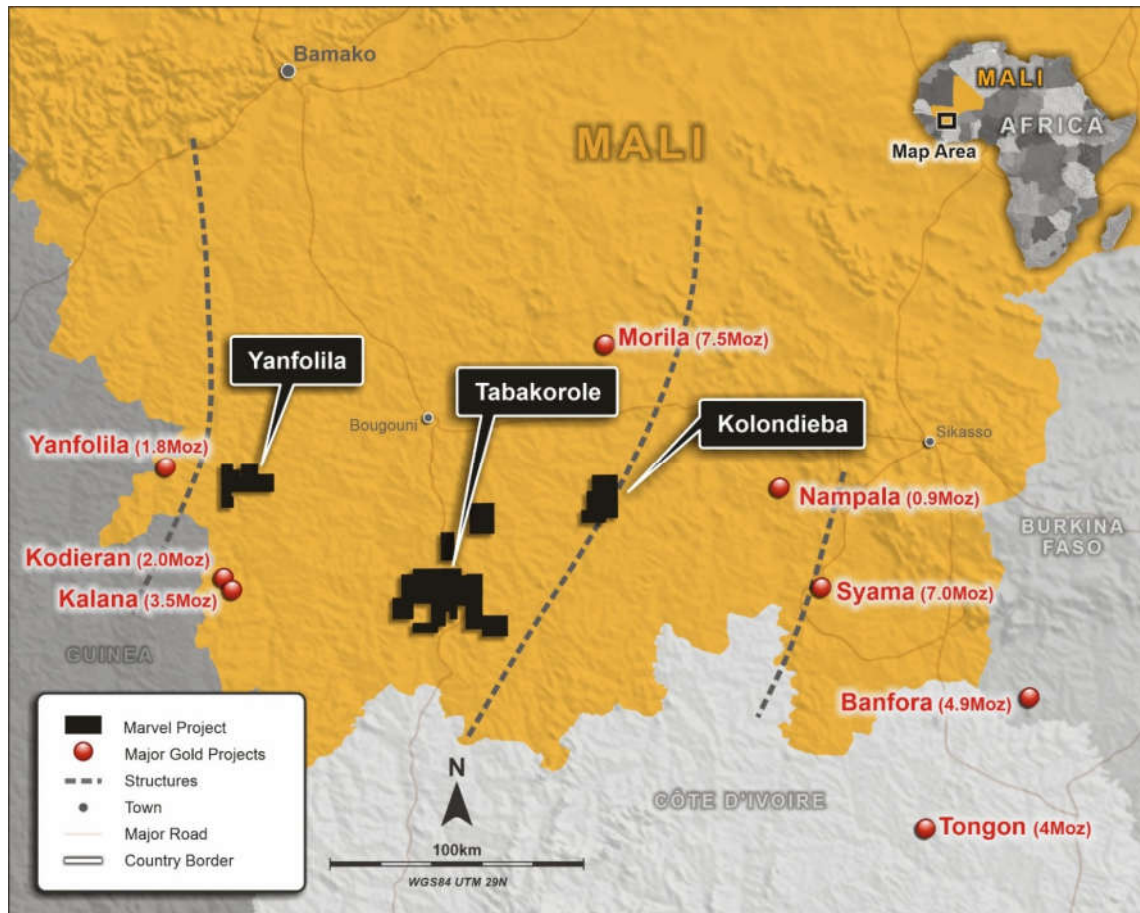 Bamako
MALI
MALI
AFRICA
Map Area
Morila (7.5Moz)
Yanfolila
Tabakorole
Kolondieba
Bougouni
Sikasso
Yanfolila (1.8Moz)
Nampala (0.9Moz)
BURKINA
FASO
Kodieran (2.0Moz)
Kalana (3.5Moz)
Syama (7.0Moz)
GUINEA
Banfora (4.9Moz)
CÔTE D'IVOIRE
Tongon (4Moz)
Marvel Project
Major Gold Projects
Structures
Town
Major Road
Country Border
N
100km
WGS84 UTM 29N